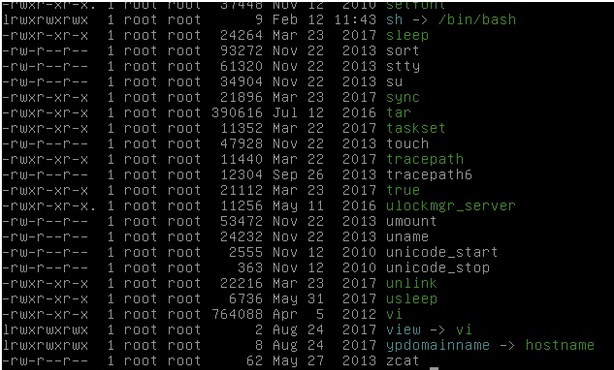 -rwxr-xr-x. 1 root root 37448 Nov 12 2010 setfont
lrwxrwxrwx 1 root root 9 Feb 12 11:43 sh -> /bin/bash
-rwxr-xr-x 1 root root 24264 Mar 23 2017 sleep
-rw-r--r-- 1 root root 93272 Nov 22 2013 sort
-rw-r--r-- 1 root root 61320 Nov 22 2013 stty
-rw-r--r-- 1 root root 34904 Nov 22 2013 su
-rwxr-xr-x 1 root root 21896 Mar 23 2017 sync
-rwxr-xr-x 1 root root 390616 Jul 12 2016 tar
-rwxr-xr-x 1 root root 11352 Mar 22 2017 taskset
-rw-r--r-- 1 root root 47928 Nov 22 2013 touch
-rwxr-xr-x 1 root root 11440 Mar 22 2017 tracepath
-rw-r--r-- 1 root root 12304 Sep 26 2013 tracepath6
-rwxr-xr-x 1 root root 21112 Mar 23 2017 true
-rwxr-xr-x. 1 root root 11256 May 11 2016 ulockmgr_server
-rw-r--r-- 1 root root 53472 Nov 22 2013 umount
-rw-r--r-- 1 root root 24232 Nov 22 2013 uname
-rw-r--r-- 1 root root 2555 Nov 12 2010 unicode_start
-rw-r--r-- 1 root root 363 Nov 12 2010 unicode_stop
-rwxr-xr-x 1 root root 22216 Mar 23 2017 unlink
-rwxr-xr-x 1 root root 6736 May 31 2017 usleep
-rwxr-xr-x 1 root root 764088 Apr 5 2012 vi
lrwxrwxrwx 1 root root 2 Aug 24 2017 view -> vi
lrwxrwxrwx 1 root root 8 Aug 24 2017 ypdomainname -> hostname
-rw-r--r-- 1 root root 62 May 27 2013 zcat